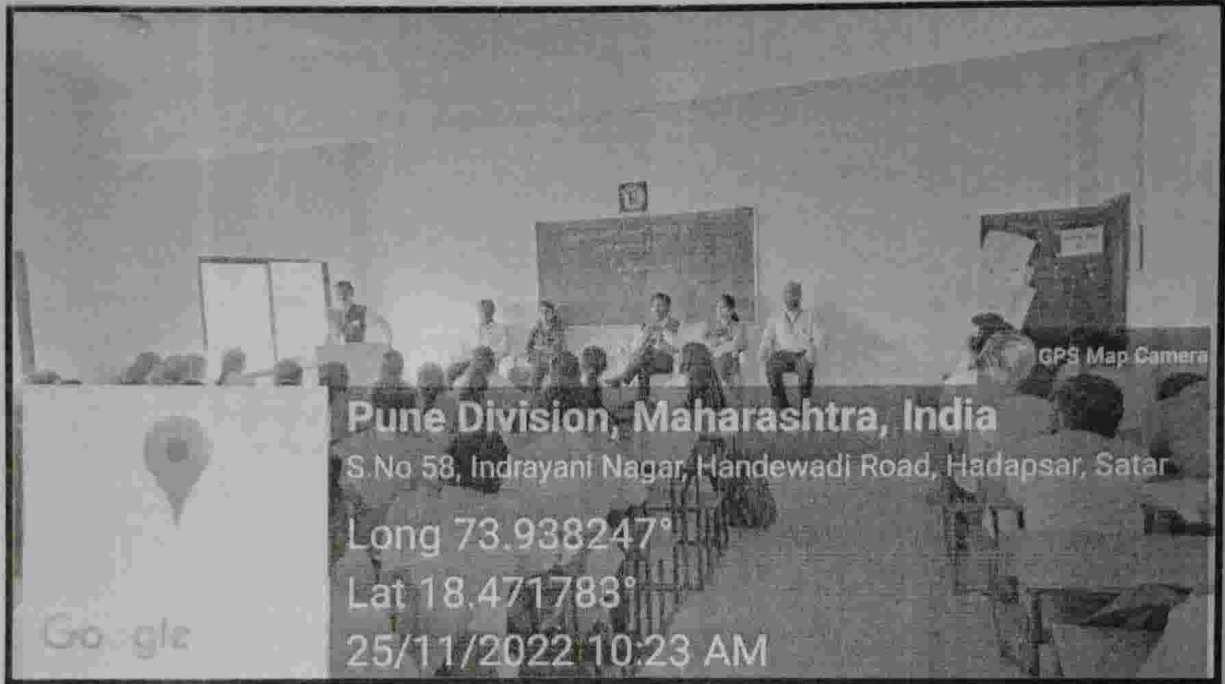 GPS Map Camera
Pune Division, Maharashtra, India
S.No 58, Indrayani Nagar, Handewadi Road, Hadapsar, Satar
Long 73.938247°
Lat 18.471783°
25/11/2022 10:23 AM
Google